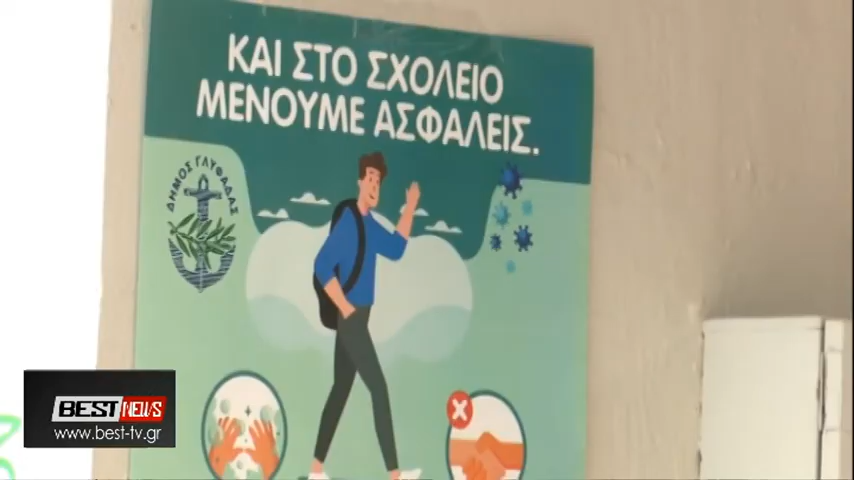 ΚΑΙ ΣΤΟ ΣΧΟΛΕΙΟ
ΜΕΝΟΥΜΕ ΑΣΦΑΛΕΙΣ.
ΔΗΜΟΣ ΓΛΥΦΑΔΑΣ
BEST NEWS
www.best-tv.gr